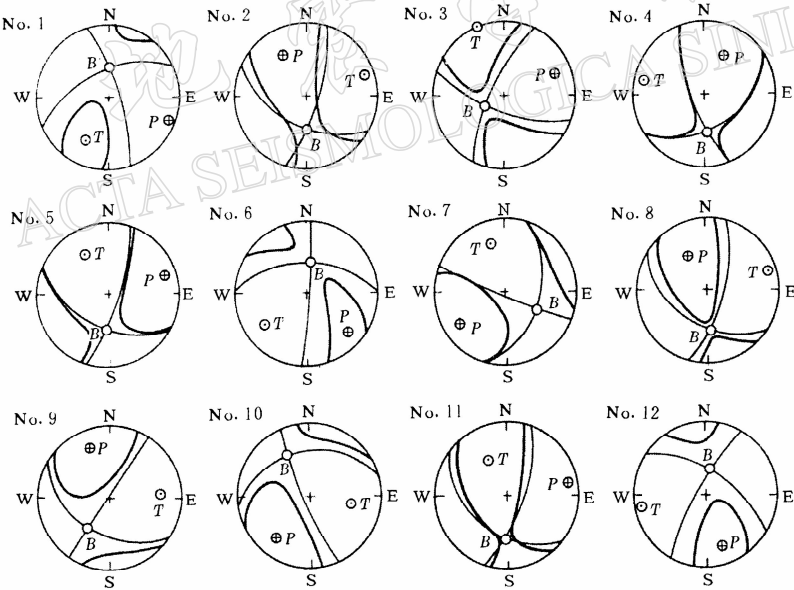 No. 1 N W E S B T P
No. 2 N W E S P T B
No. 3 N W E S T P B
No. 4 N W E S T P B
No. 5 N W E S T P B
No. 6 N W E S B T P
No. 7 N W E S T B P
No. 8 N W E S P T B
No. 9 N W E S P T B
No. 10 N W E S B T P
No. 11 N W E S T P B
No. 12 N W E S B T P
ACTA SEISMOLOGICA SINI